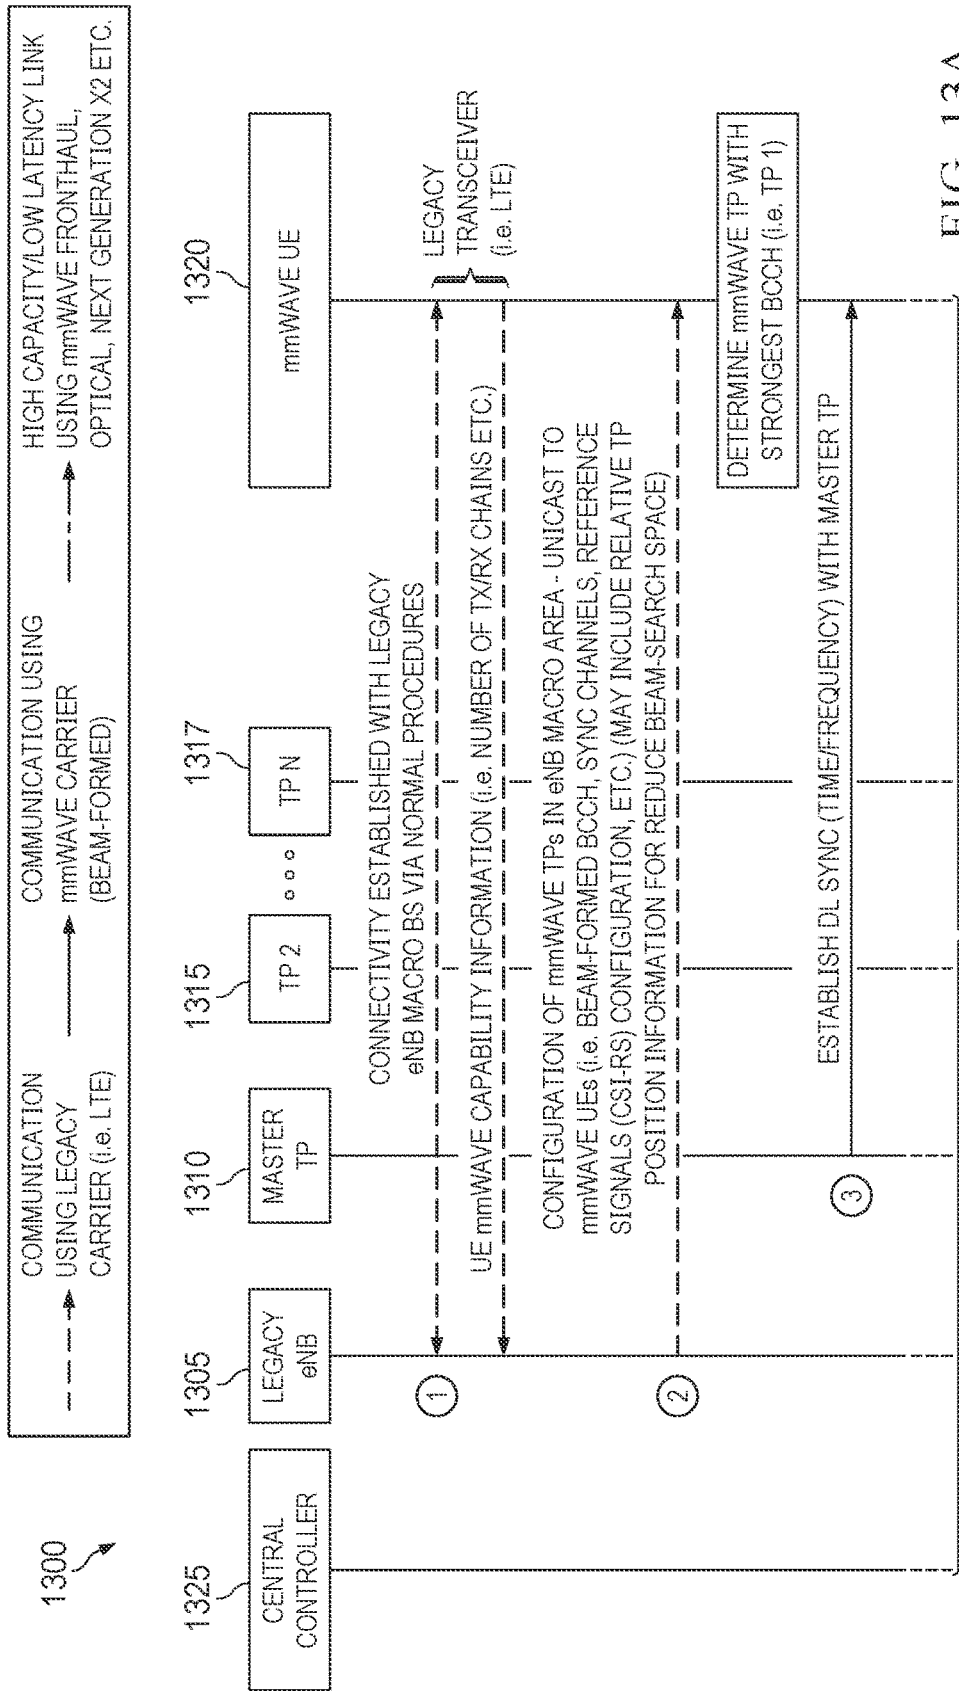 1300
COMMUNICATION
USING LEGACY
CARRIER (i.e. LTE)
COMMUNICATION USING
mmWAVE CARRIER
(BEAM-FORMED)
HIGH CAPACITYLOW LATENCY LINK
USING mmWAVE FRONTHAUL,
OPTICAL, NEXT GENERATION X2 ETC.
1325
1305
1310
1315
1317
1320
CENTRAL
CONTROLLER
LEGACY
eNB
MASTER
TP
TP 2
TP N
mmWAVE UE
1
CONNECTIVITY ESTABLISHED WITH LEGACY
eNB MACRO BS VIA NORMAL PROCEDURES
LEGACY
TRANSCEIVER
(i.e. LTE)
UE mmWAVE CAPABILITY INFORMATION (i.e. NUMBER OF TX/RX CHAINS ETC.)
CONFIGURATION OF mmWAVE TPs IN eNB MACRO AREA - UNICAST TO
mmWAVE UEs (i.e. BEAM-FORMED BCCH, SYNC CHANNELS, REFERENCE
SIGNALS (CSI-RS) CONFIGURATION, ETC.) (MAY INCLUDE RELATIVE TP
POSITION INFORMATION FOR REDUCE BEAM-SEARCH SPACE)
2
DETERMINE mmWAVE TP WITH
STRONGEST BCCH (i.e. TP 1)
ESTABLISH DL SYNC (TIME/FREQUENCY) WITH MASTER TP
3
FIG. 13A